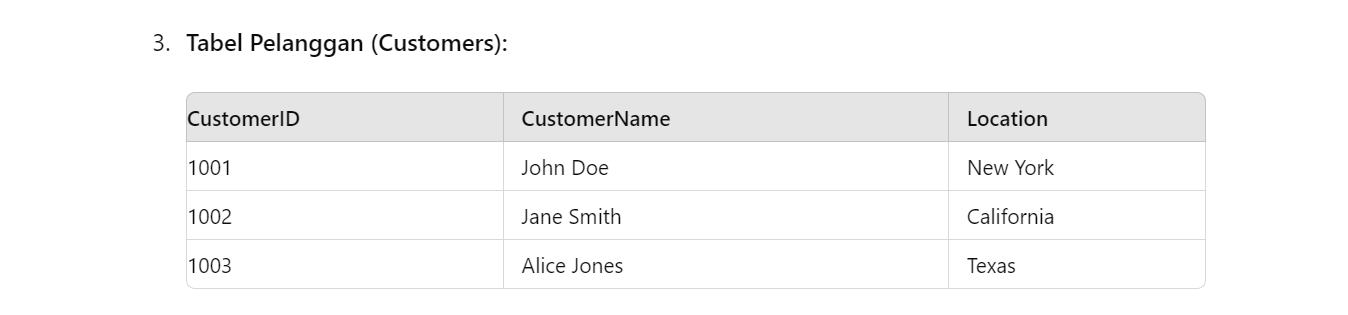 3. Tabel Pelanggan (Customers):
CustomerID CustomerName Location
1001 John Doe New York
1002 Jane Smith California
1003 Alice Jones Texas